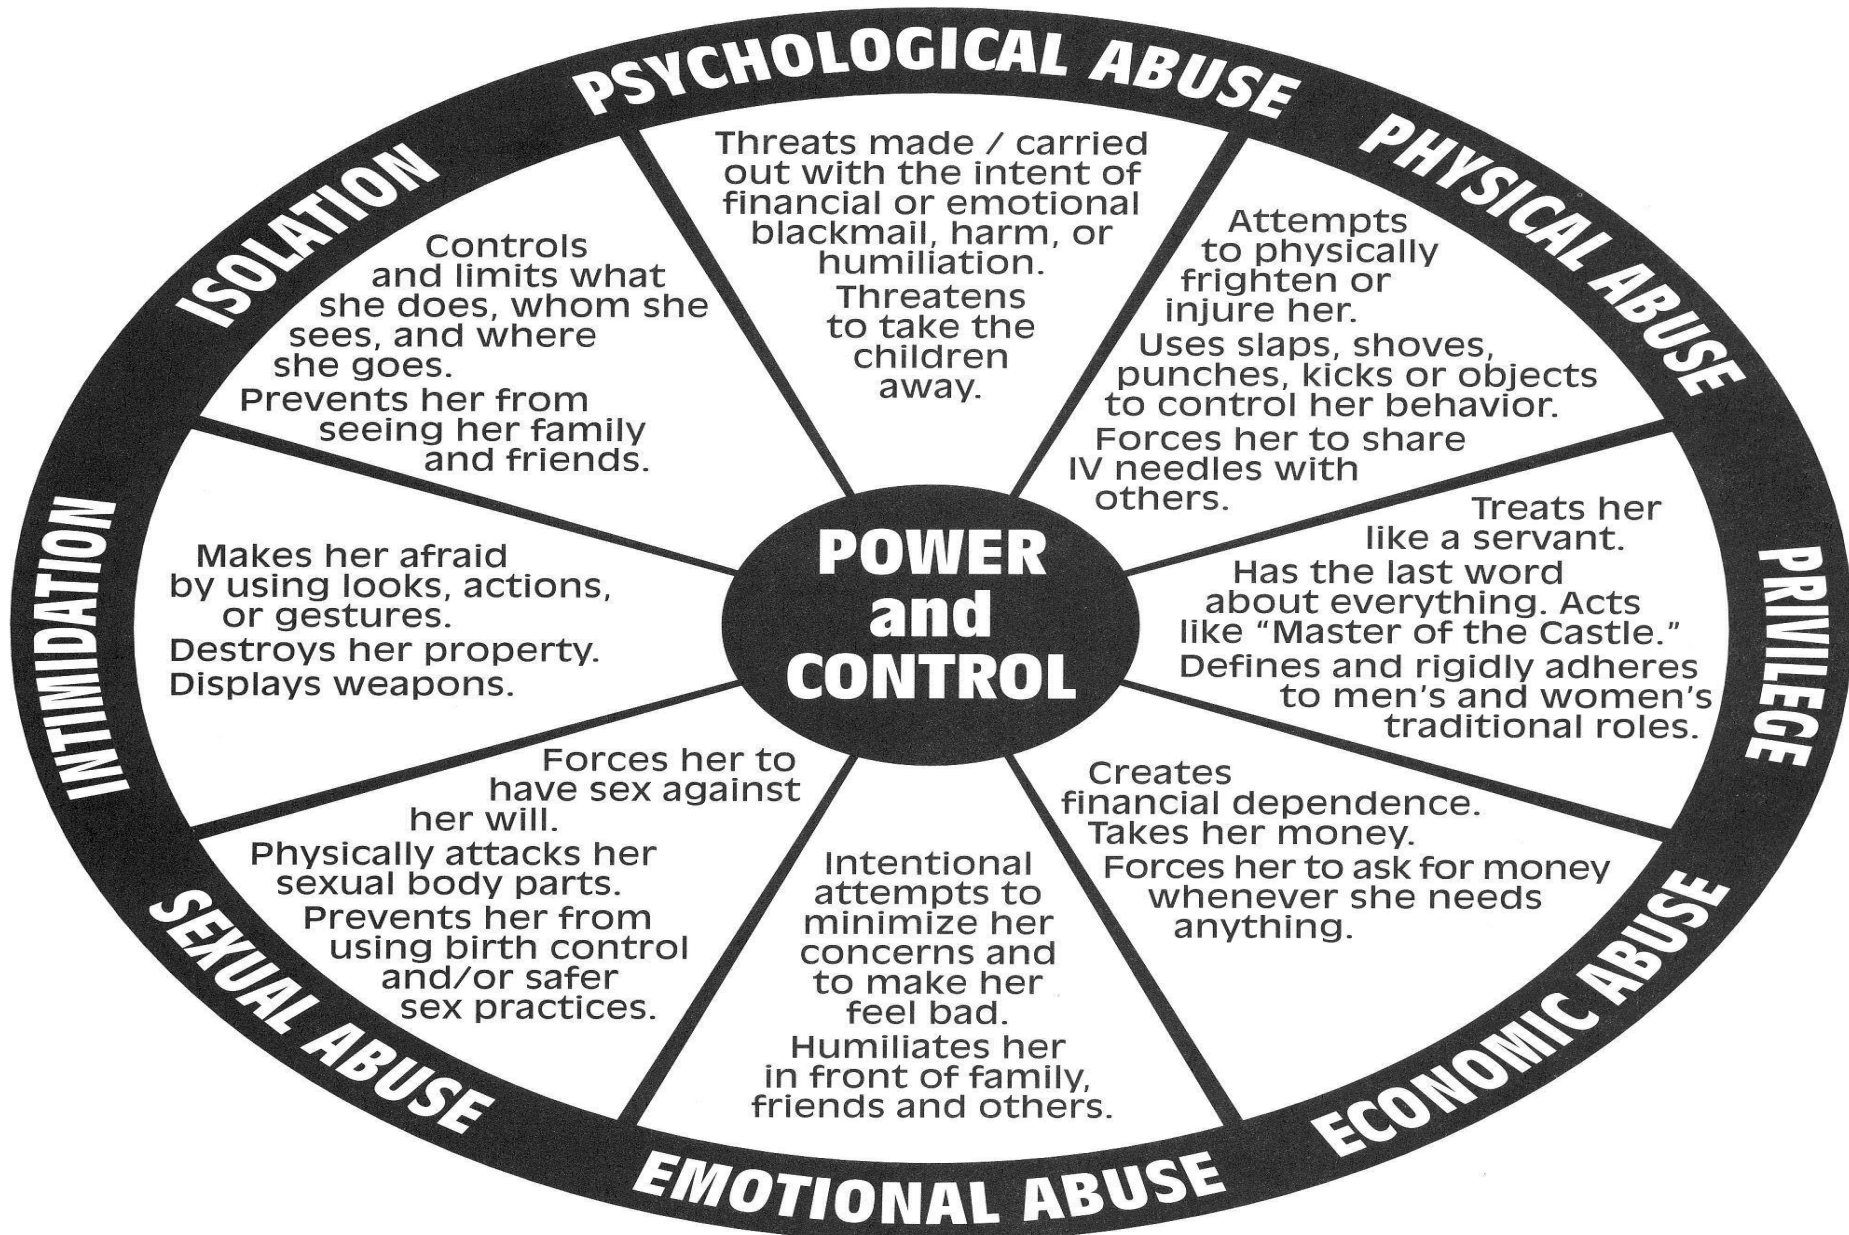 PSYCHOLOGICAL ABUSE
Threats made / carried
out with the intent of
financial or emotional
blackmail, harm, or
humiliation.
Threatens
to take the
children
away.
PHYSICAL ABUSE
Attempts
to physically
frighten or
injure her.
Uses slaps, shoves,
punches, kicks or objects
to control her behavior.
Forces her to share
IV needles with
others.
PRIVILEGE
Treats her
like a servant.
Has the last word
about everything. Acts
like “Master of the Castle.”
Defines and rigidly adheres
to men’s and women’s
traditional roles.
ECONOMIC ABUSE
Creates
financial dependence.
Takes her money.
Forces her to ask for money
whenever she needs
anything.
EMOTIONAL ABUSE
Intentional
attempts to
minimize her
concerns and
to make her
feel bad.
Humiliates her
in front of family,
friends and others.
SEXUAL ABUSE
Forces her to
have sex against
her will.
Physically attacks her
sexual body parts.
Prevents her from
using birth control
and/or safer
sex practices.
INTIMIDATION
Makes her afraid
by using looks, actions,
or gestures.
Destroys her property.
Displays weapons.
ISOLATION
Controls
and limits what
she does, whom she
sees, and where
she goes.
Prevents her from
seeing her family
and friends.
POWER
and
CONTROL